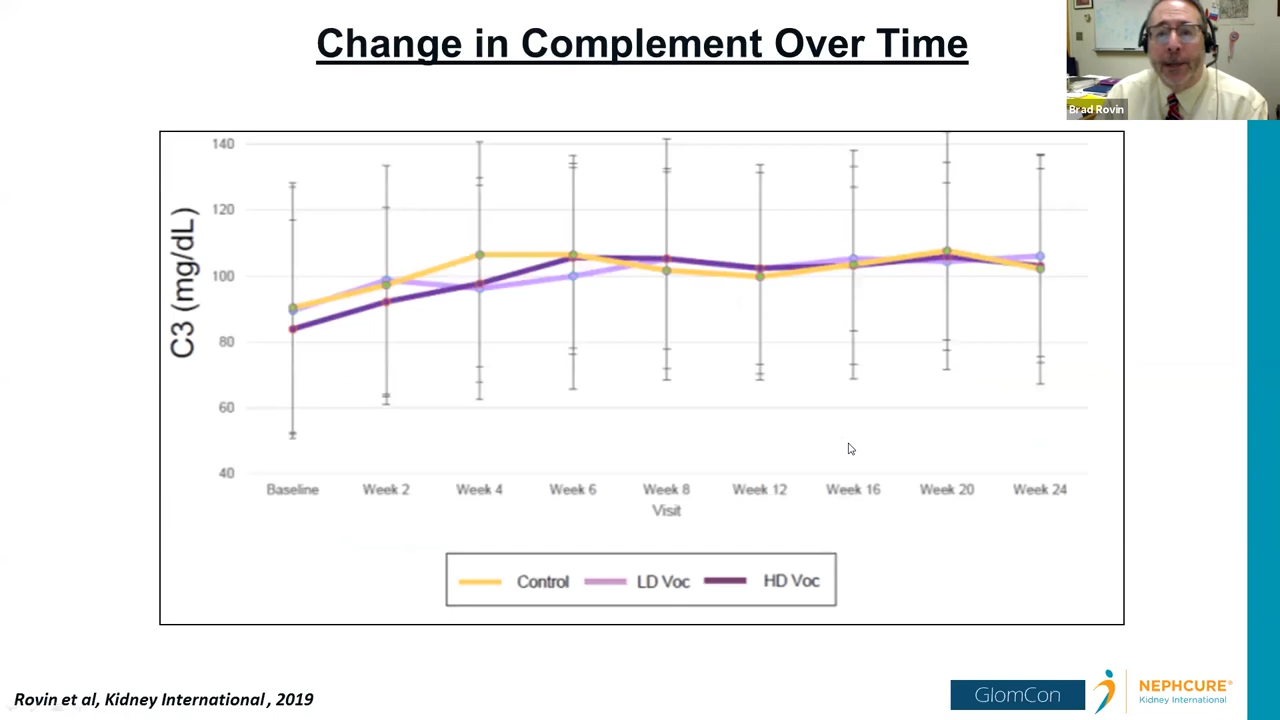 Change in Complement Over Time
Brad Rovin
C3 (mg/dL)
140
120
100
80
60
40
Baseline Week 2 Week 4 Week 6 Week 8 Week 12 Week 16 Week 20 Week 24
Visit
Control LD Voc HD Voc
Rovin et al, Kidney International , 2019
GlomCon
NEPHCURE®
Kidney International